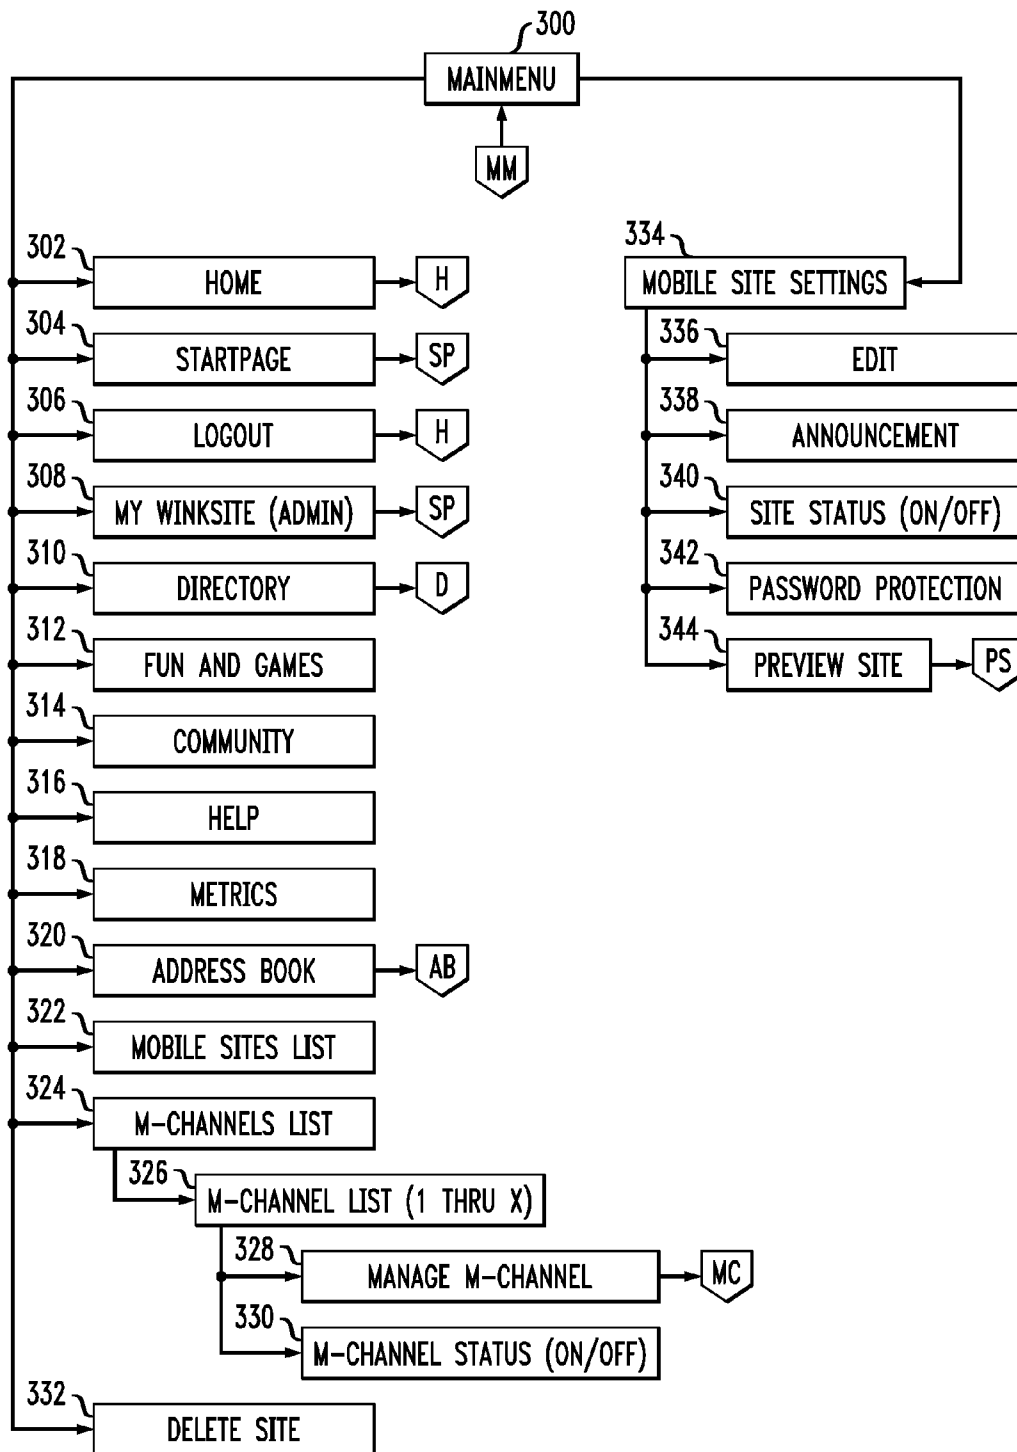 300
MAINMENU
MM
302
HOME
H
304
STARTPAGE
SP
306
LOGOUT
H
308
MY WINKSITE (ADMIN)
SP
310
DIRECTORY
D
312
FUN AND GAMES
314
COMMUNITY
316
HELP
318
METRICS
320
ADDRESS BOOK
AB
322
MOBILE SITES LIST
324
M-CHANNELS LIST
326
M-CHANNEL LIST (1 THRU X)
328
MANAGE M-CHANNEL
MC
330
M-CHANNEL STATUS (ON/OFF)
332
DELETE SITE
334
MOBILE SITE SETTINGS
336
EDIT
338
ANNOUNCEMENT
340
SITE STATUS (ON/OFF)
342
PASSWORD PROTECTION
344
PREVIEW SITE
PS